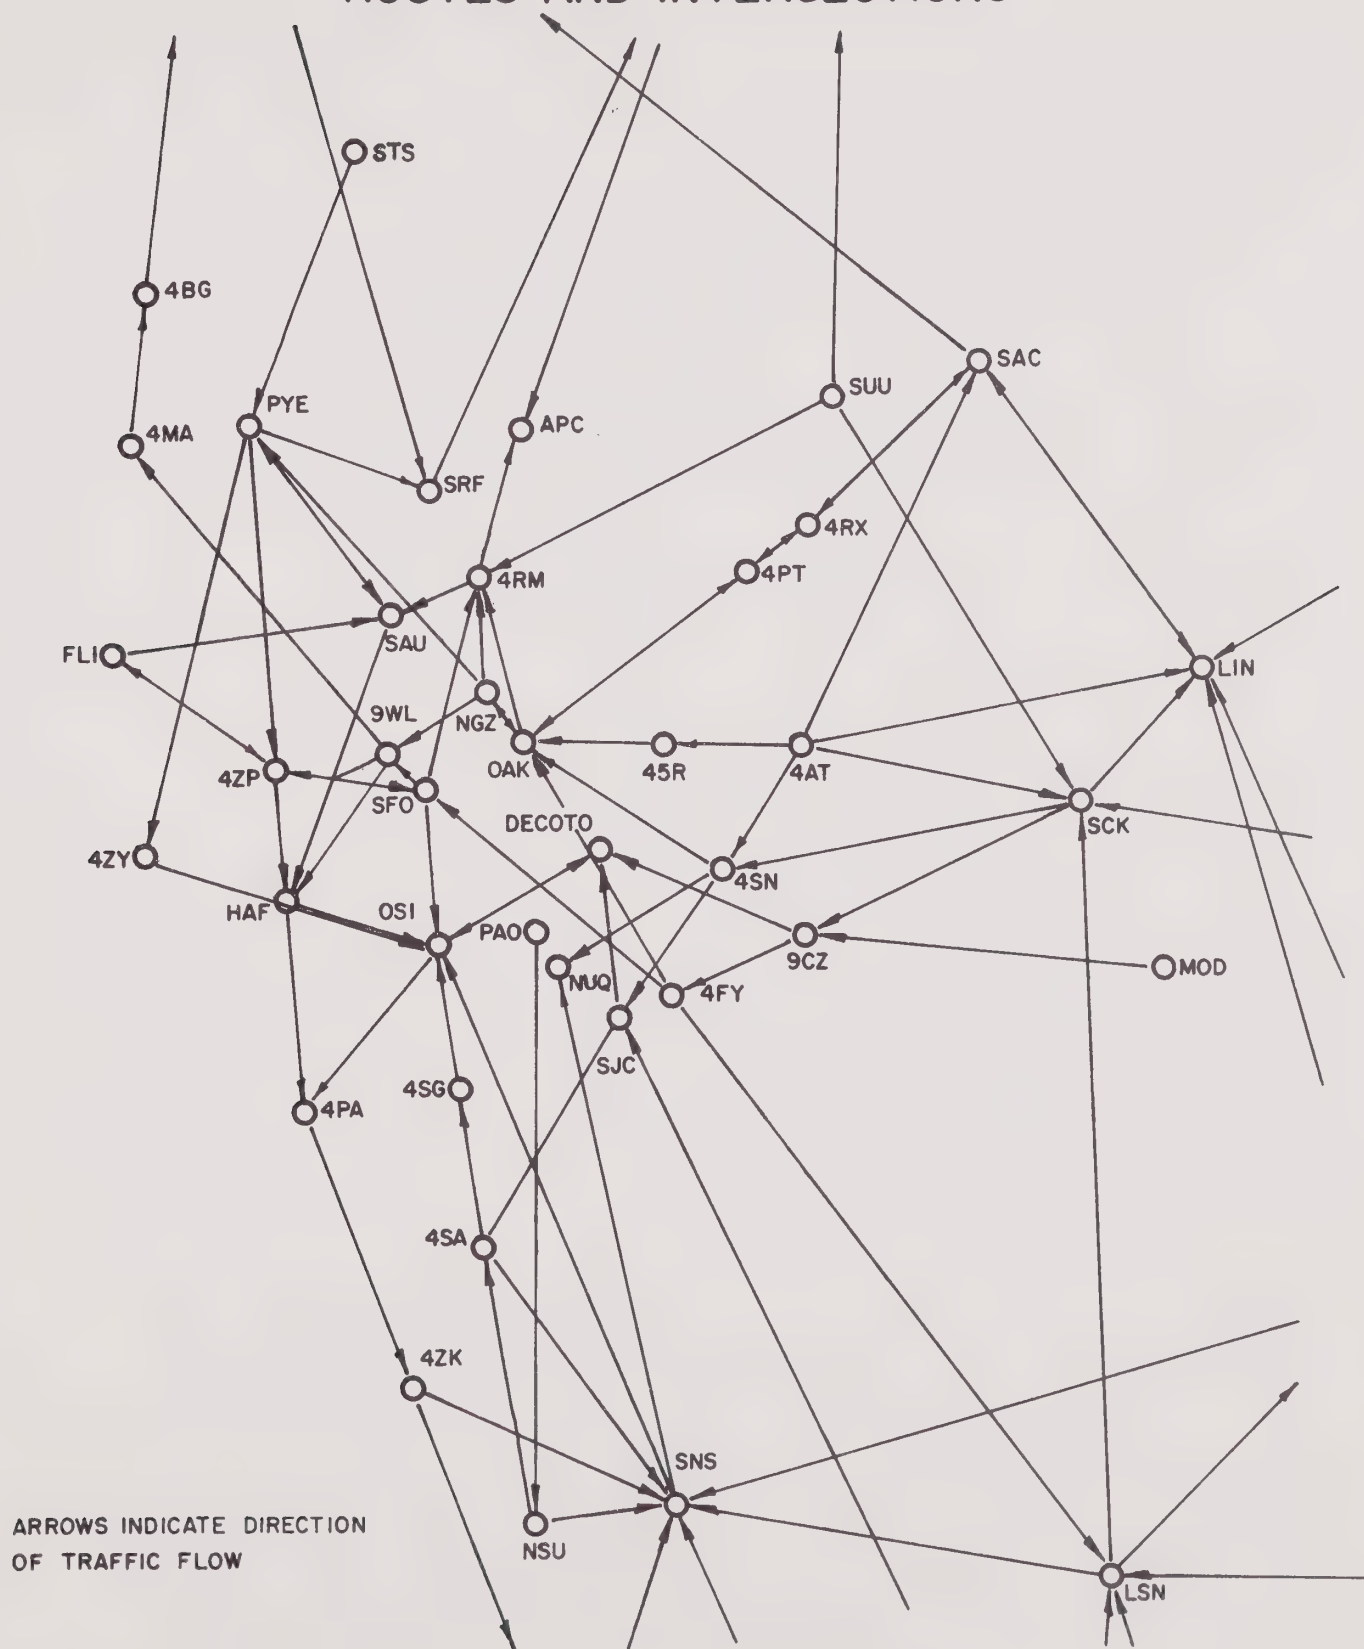 STS
4BG
SAC
SUU
PYE
APC
4MA
SRF
4RX
4RM
4PT
SAU
FLI
LIN
9WL
NGZ
OAK
45R
4AT
4ZP
SFO
DECOTO
SCK
4ZY
4SN
HAF
OSI
PAO
9CZ
NUQ
4FY
MOD
SJC
4SG
4PA
4SA
4ZK
SNS
ARROWS INDICATE DIRECTION
OF TRAFFIC FLOW
NSU
LSN